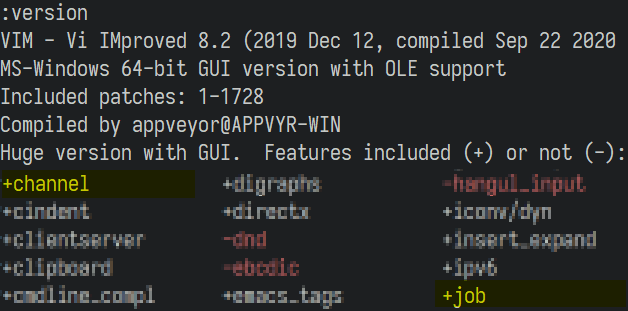 :version
VIM - Vi IMproved 8.2 (2019 Dec 12, compiled Sep 22 2020
MS-Windows 64-bit GUI version with OLE support
Included patches: 1-1728
Compiled by appveyor@APPVYR-WIN
Huge version with GUI.  Features included (+) or not (-):
+channel +digraphs -hangul_input
+cindent +directx +iconv/dyn
+clientserver -dnd +insert_expand
+clipboard -ebcdic +ipv6
+cmdline_compl +emacs_tags +job